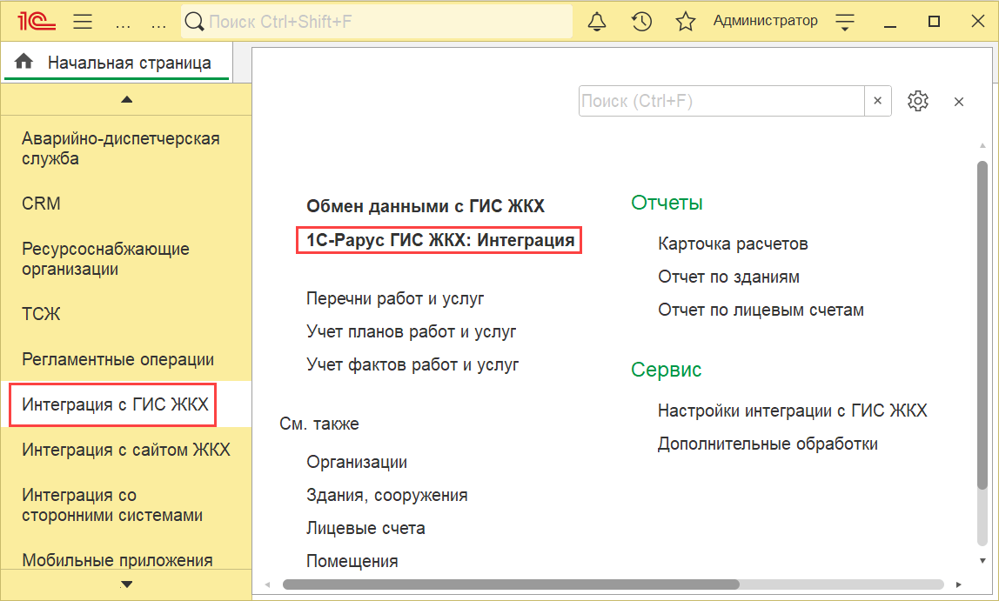 1С
... ...
Поиск Ctrl+Shift+F
Администратор
Начальная страница
Аварийно-диспетчерская
служба
CRM
Ресурсоснабжающие
организации
ТСЖ
Регламентные операции
Интеграция с ГИС ЖКХ
Интеграция с сайтом ЖКХ
Интеграция со
сторонними системами
Мобильные приложения
Поиск (Ctrl+F)
Обмен данными с ГИС ЖКХ
1С-Рарус ГИС ЖКХ: Интеграция
Перечни работ и услуг
Учет планов работ и услуг
Учет фактов работ и услуг
См. также
Организации
Здания, сооружения
Лицевые счета
Помещения
Отчеты
Карточка расчетов
Отчет по зданиям
Отчет по лицевым счетам
Сервис
Настройки интеграции с ГИС ЖКХ
Дополнительные обработки